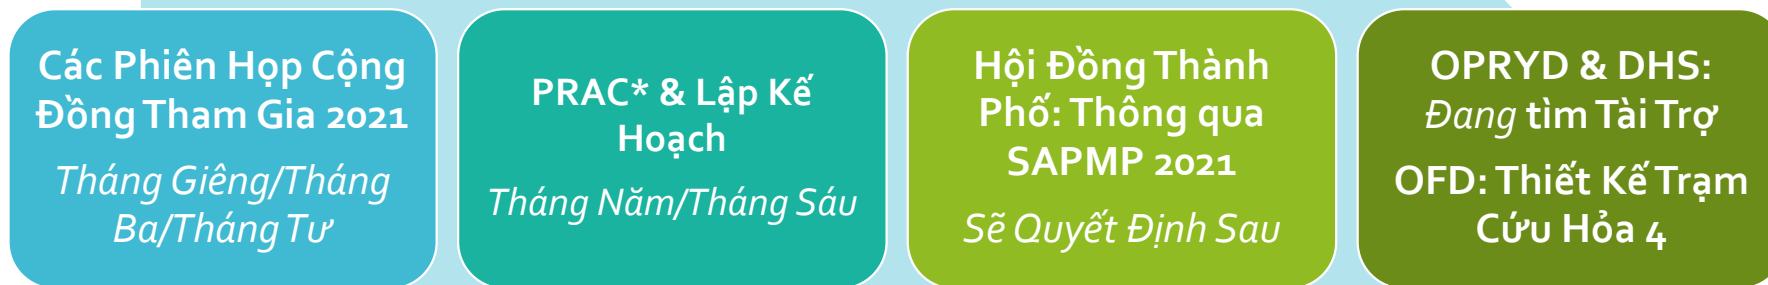 Các Phiên Họp Cộng
Đồng Tham Gia 2021
Tháng Giêng/Tháng
Ba/Tháng Tư
PRAC* & Lập Kế
Hoạch
Tháng Năm/Tháng Sáu
Hội Đồng Thành
Phố: Thông qua
SAPMP 2021
Sẽ Quyết Định Sau
OPRYD & DHS:
Đang tìm Tài Trợ
OFD: Thiết Kế Trạm
Cứu Hỏa 4